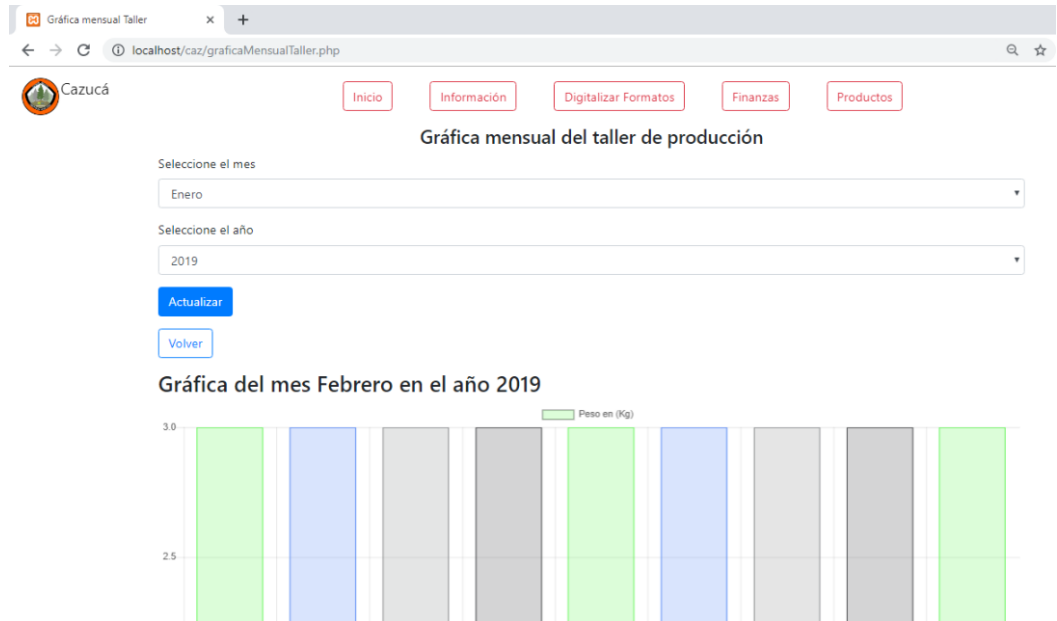 Gráfica mensual Taller
localhost/caz/graficaMensualTaller.php
Cazucá
Inicio Información Digitalizar Formatos Finanzas Productos
Gráfica mensual del taller de producción
Seleccione el mes
Enero
Seleccione el año
2019
Actualizar
Volver
Gráfica del mes Febrero en el año 2019
Peso en (Kg)
3.0
2.5